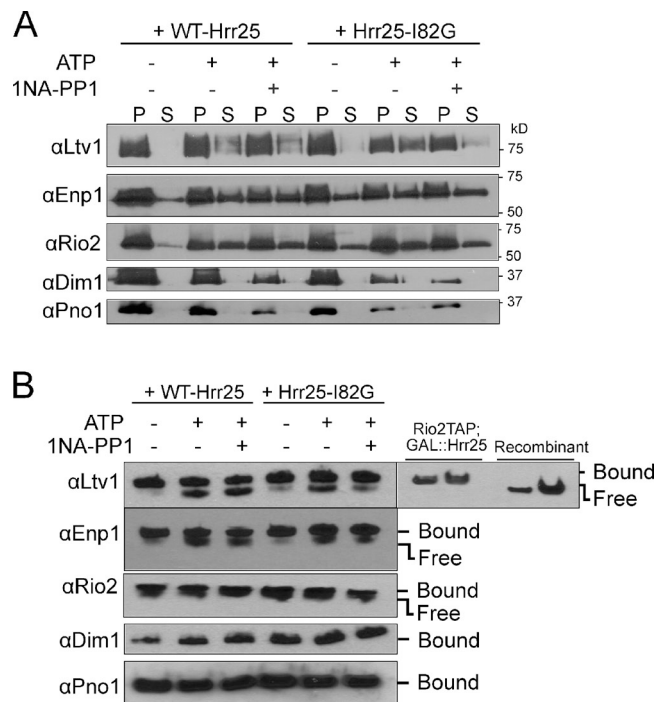 A
+ WT-Hrr25 + Hrr25-I82G
ATP - + + - + +
1NA-PP1 - - + - - +
P S P S P S P S P S P S
kD
αLtv1 - 75
αEnp1 75 -
50 -
αRio2 75 -
50 -
αDim1 - 37
αPno1 37 -
B
+ WT-Hrr25 + Hrr25-I82G
ATP - + + - + +
1NA-PP1 - - + - - +
Rio2TAP;
GAL::Hrr25 Recombinant
αLtv1 Bound
Free
αEnp1 Bound
Free
αRio2 Bound
Free
αDim1 Bound
αPno1 Bound